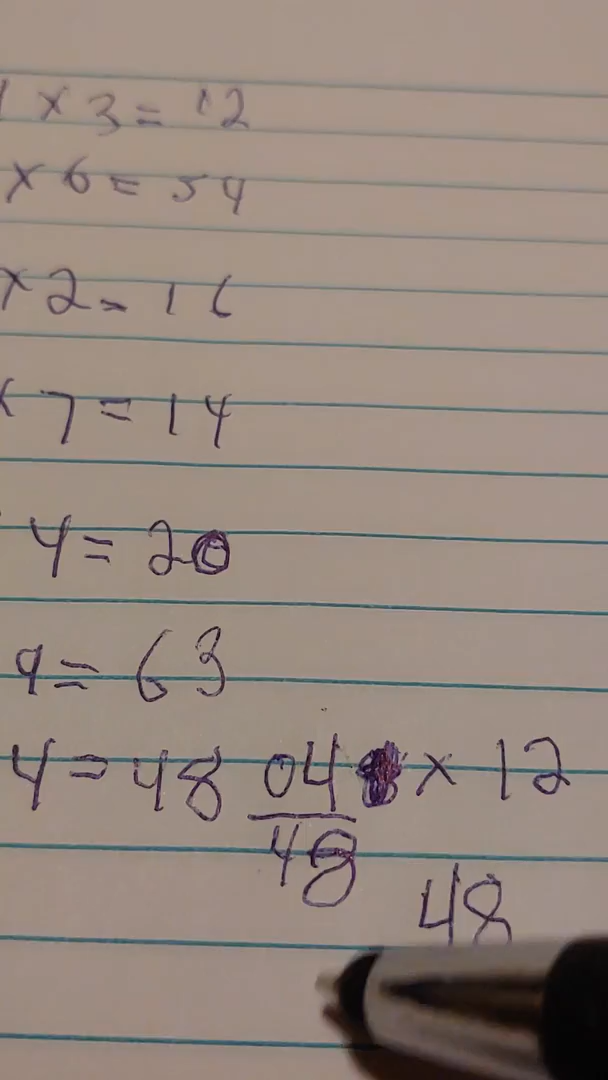 × 3 = 12
× 6 = 54
× 2 = 16
× 7 = 14
4 = 20
9 = 63
4 = 48 04 × 12
48
48